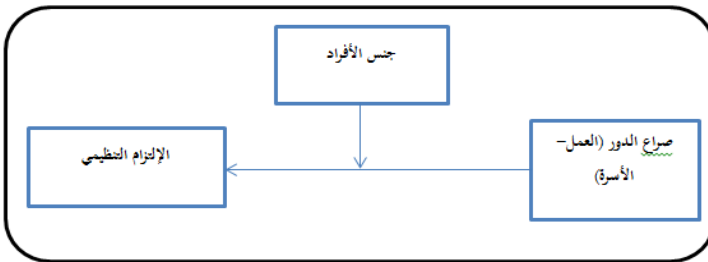 جنس الأفراد
صراع الدور (العمل–
الأسرة)
الإلتزام التنظيمي